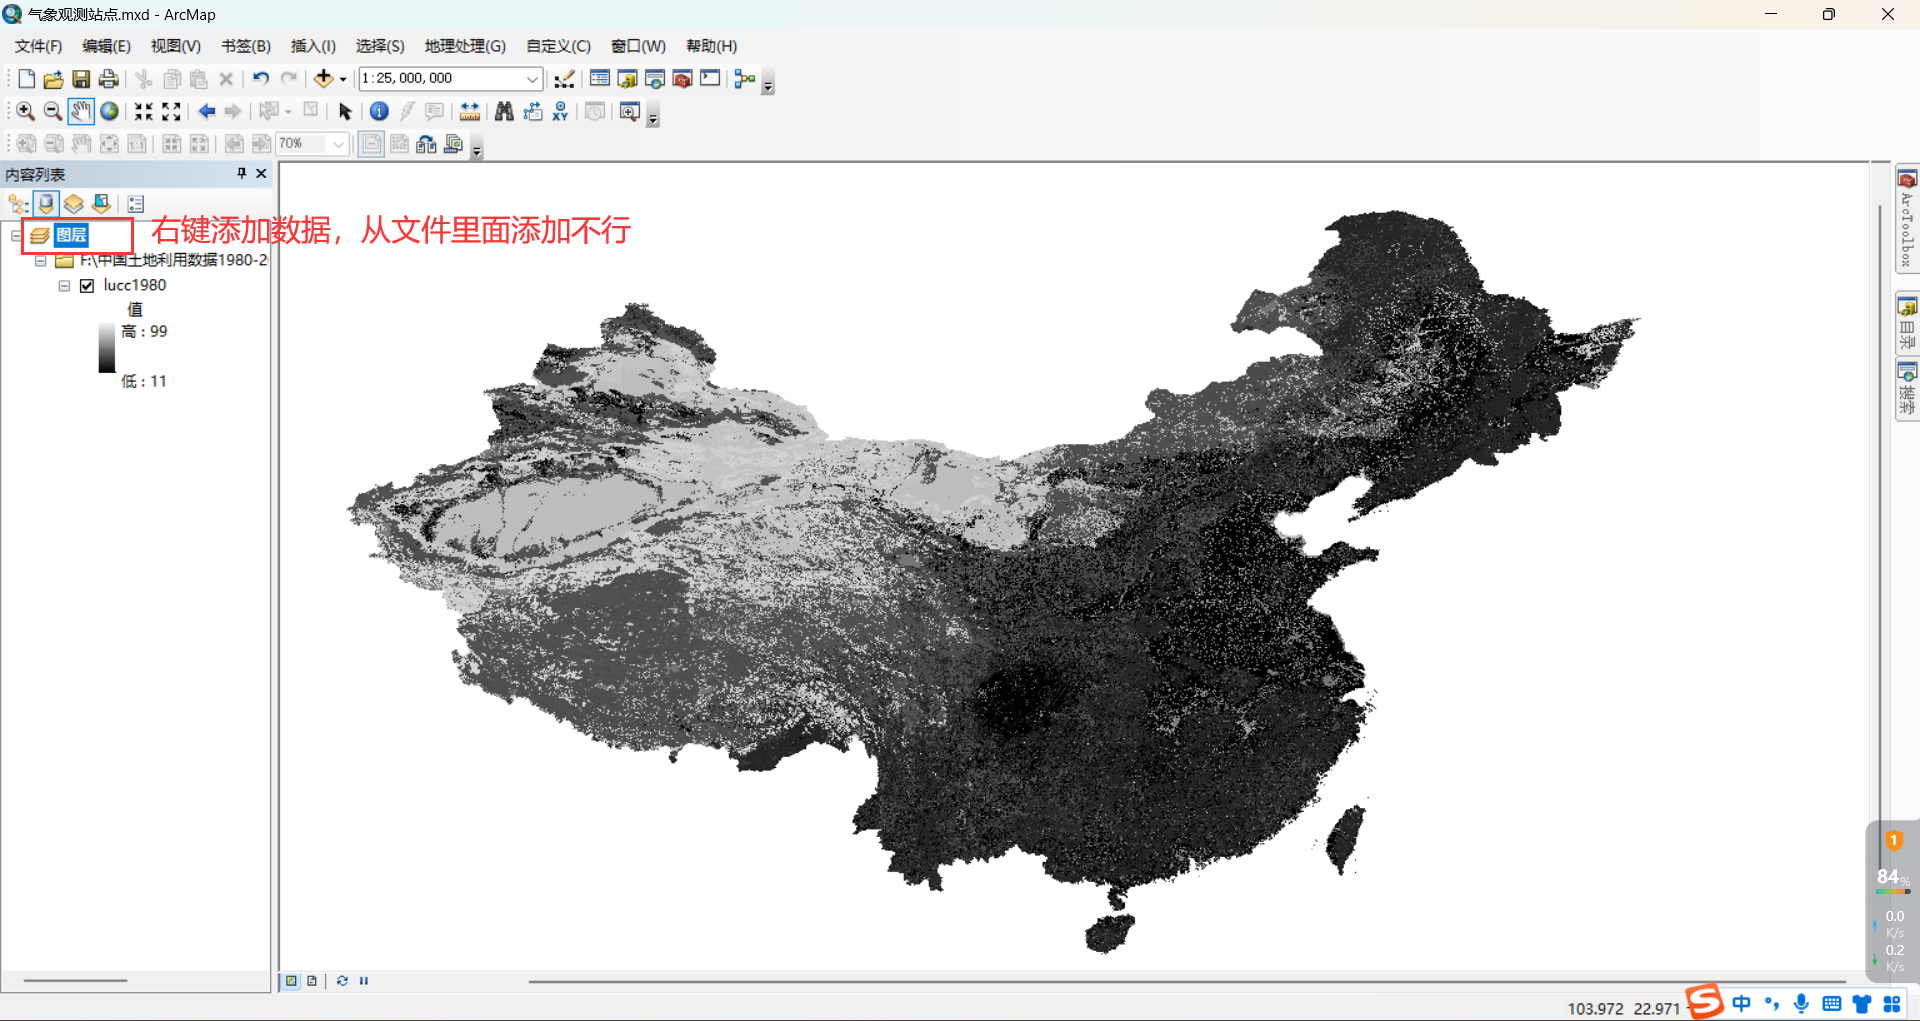 气象观测站点.mxd - ArcMap
文件(F) 编辑(E) 视图(V) 书签(B) 插入(I) 选择(S) 地理处理(G) 自定义(C) 窗口(W) 帮助(H)
1:25,000,000
XY
1:1 70%
内容列表
图层
右键添加数据，从文件里面添加不行
F:\中国土地利用数据1980-2
lucc1980
值
高 : 99
低 : 11
ArcToolbox
目录
搜索
1
84%
0.0
K/s
0.2
K/s
103.972 22.971
S 中